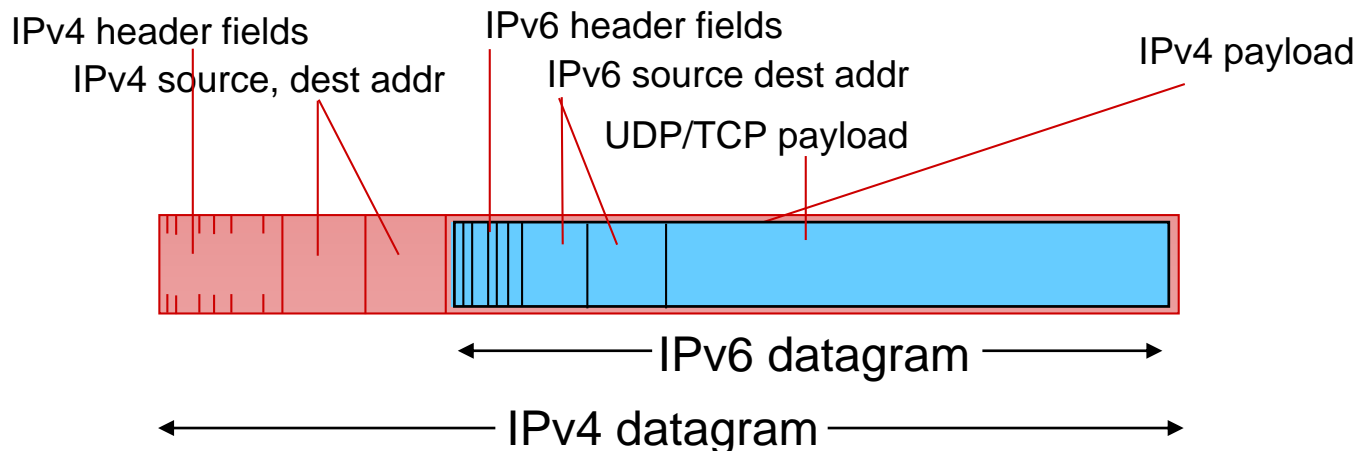 IPv4 header fields
IPv6 header fields
IPv4 payload
IPv4 source, dest addr
IPv6 source dest addr
UDP/TCP payload
IPv6 datagram
IPv4 datagram